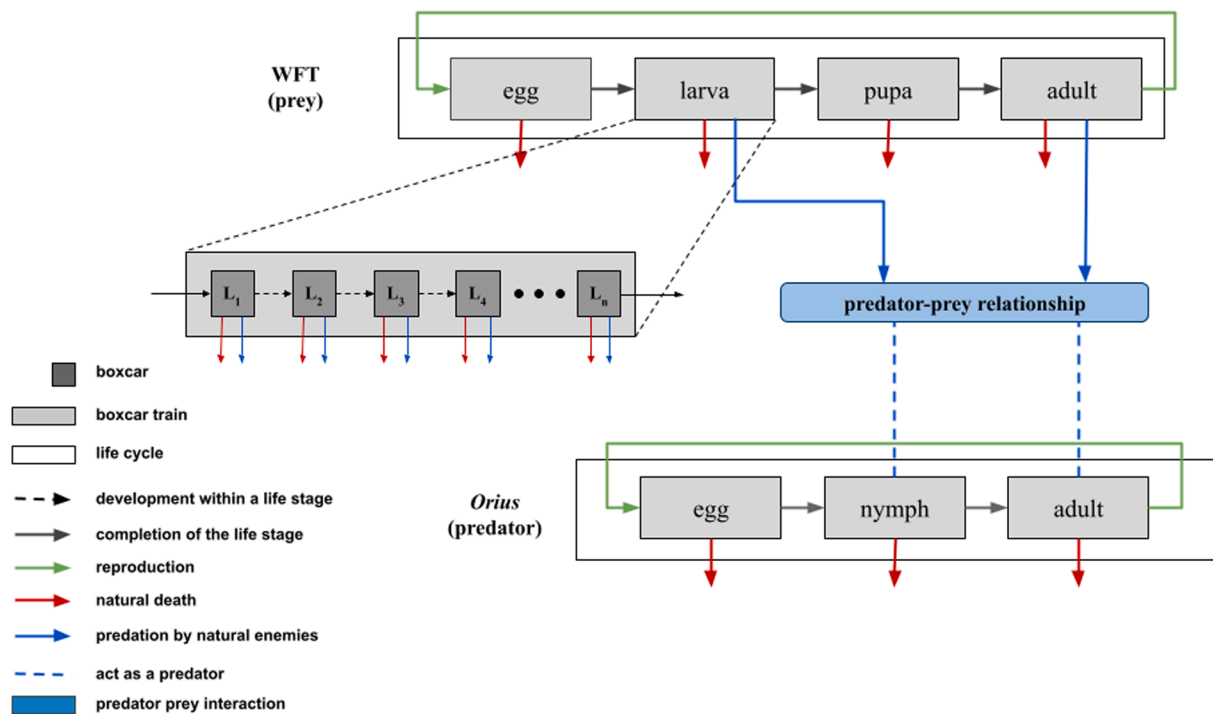 WFT
(prey)
egg
larva
pupa
adult
L1
L2
L3
L4
Ln
predator-prey relationship
boxcar
boxcar train
life cycle
development within a life stage
completion of the life stage
reproduction
natural death
predation by natural enemies
act as a predator
predator prey interaction
Orius
(predator)
egg
nymph
adult